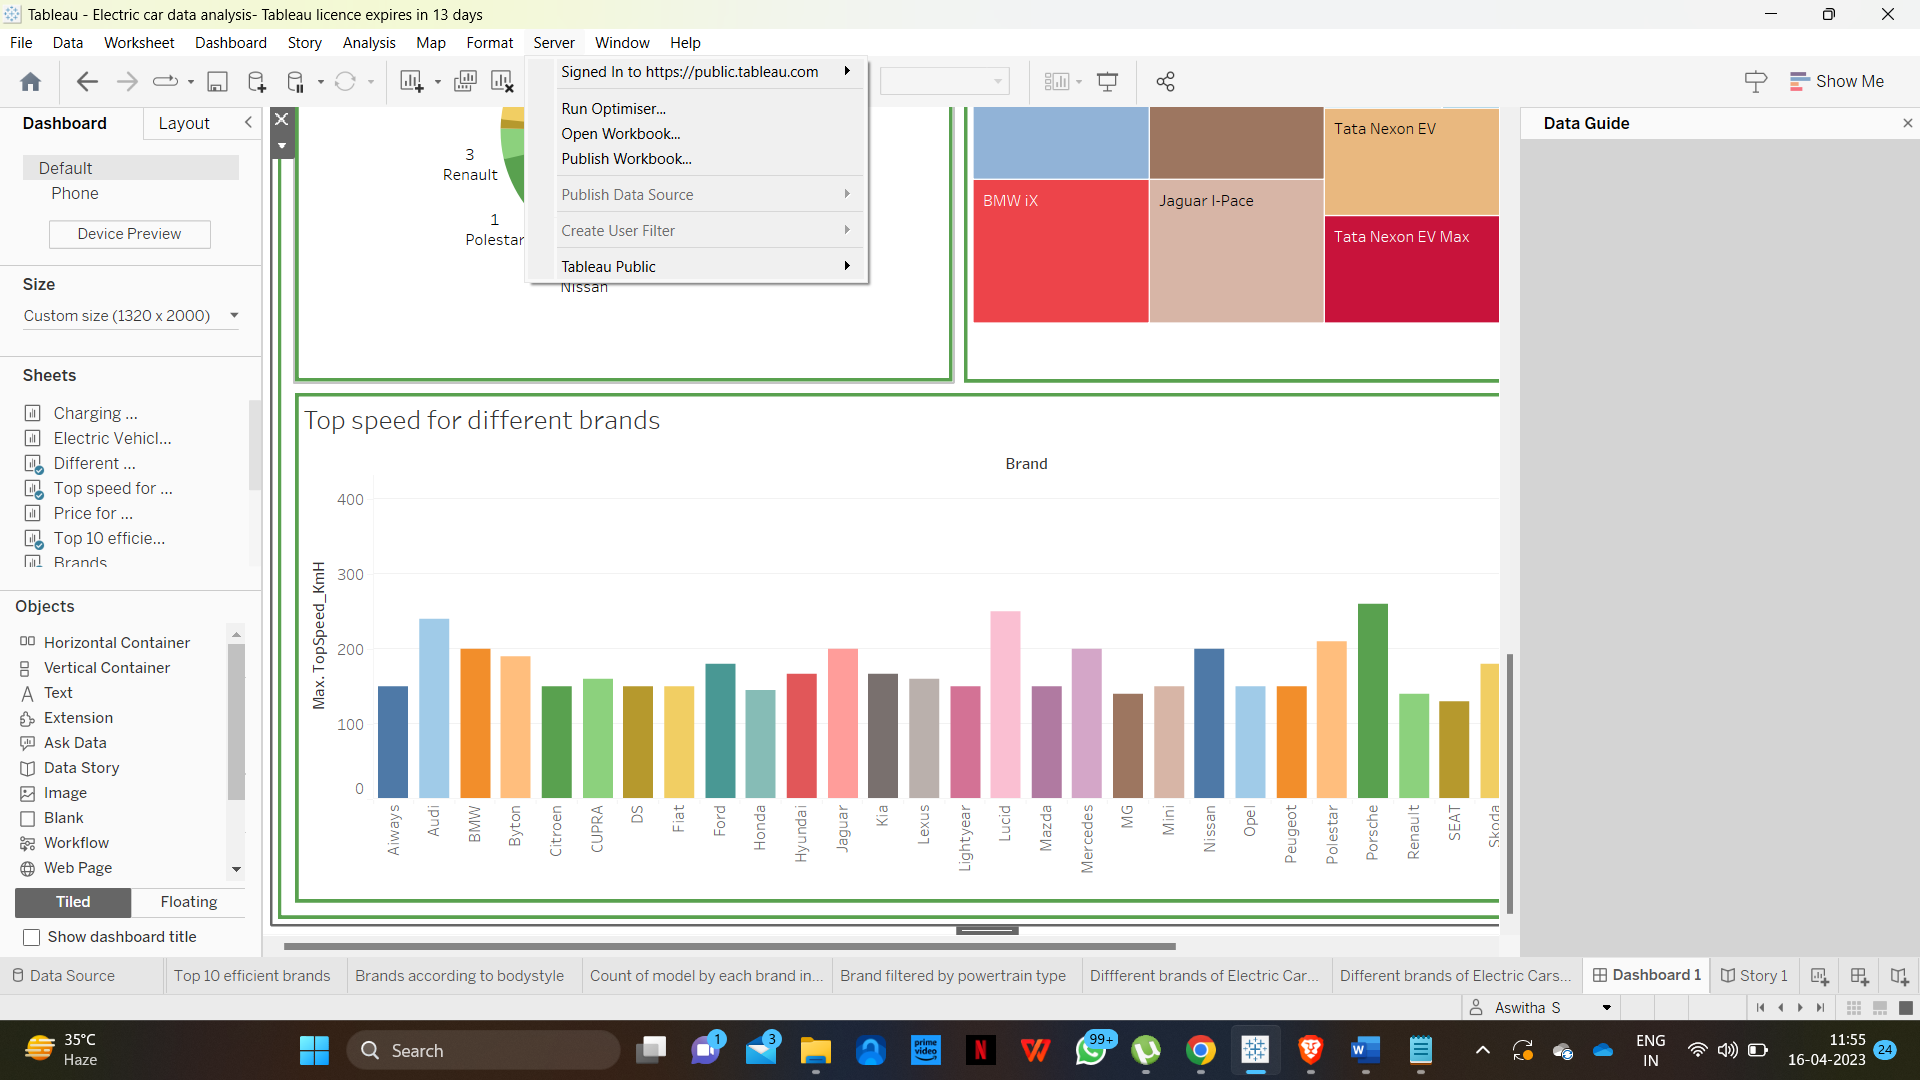 Tableau - Electric car data analysis- Tableau licence expires in 13 days
File Data Worksheet Dashboard Story Analysis Map Format Server Window Help
Signed In to https://public.tableau.com
Run Optimiser...
Open Workbook...
Publish Workbook...
Publish Data Source
Create User Filter
Tableau Public
Show Me
Dashboard
Layout
Default
Phone
Device Preview
Size
Custom size (1320 x 2000)
Sheets
Charging ...
Electric Vehicl...
Different ...
Top speed for ...
Price for ...
Top 10 efficie...
Brands
Objects
Horizontal Container
Vertical Container
Text
Extension
Ask Data
Data Story
Image
Blank
Workflow
Web Page
Tiled
Floating
Show dashboard title
3
Renault
1
Polestar
Nissan
Tata Nexon EV
BMW iX
Jaguar I-Pace
Tata Nexon EV Max
Data Guide
Top speed for different brands
Brand
Max. TopSpeed_KmH
400
300
200
100
0
Aiways
Audi
BMW
Byton
Citroen
CUPRA
DS
Fiat
Ford
Honda
Hyundai
Jaguar
Kia
Lexus
Lightyear
Lucid
Mazda
Mercedes
MG
Mini
Nissan
Opel
Peugeot
Polestar
Porsche
Renault
SEAT
Skoda
Data Source
Top 10 efficient brands
Brands according to bodystyle
Count of model by each brand in...
Brand filtered by powertrain type
Diffferent brands of Electric Car...
Different brands of Electric Cars...
Dashboard 1
Story 1
Aswitha S
35°C
Haze
Search
1
3
prime
video
N
99+
W
ENG
IN
11:55
16-04-2023
24